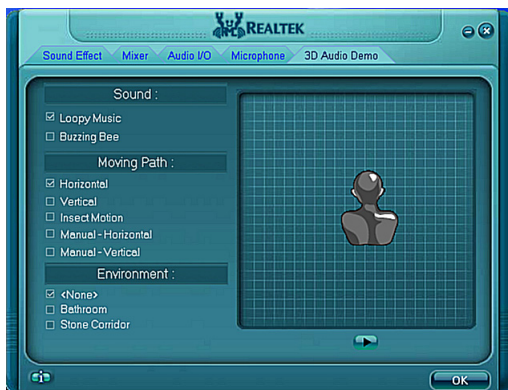 REALTEK
Sound Effect Mixer Audio I/O Microphone 3D Audio Demo
Sound :
Loopy Music
Buzzing Bee
Moving Path :
Horizontal
Vertical
Insect Motion
Manual - Horizontal
Manual - Vertical
Environment :
<None>
Bathroom
Stone Corridor
i
OK